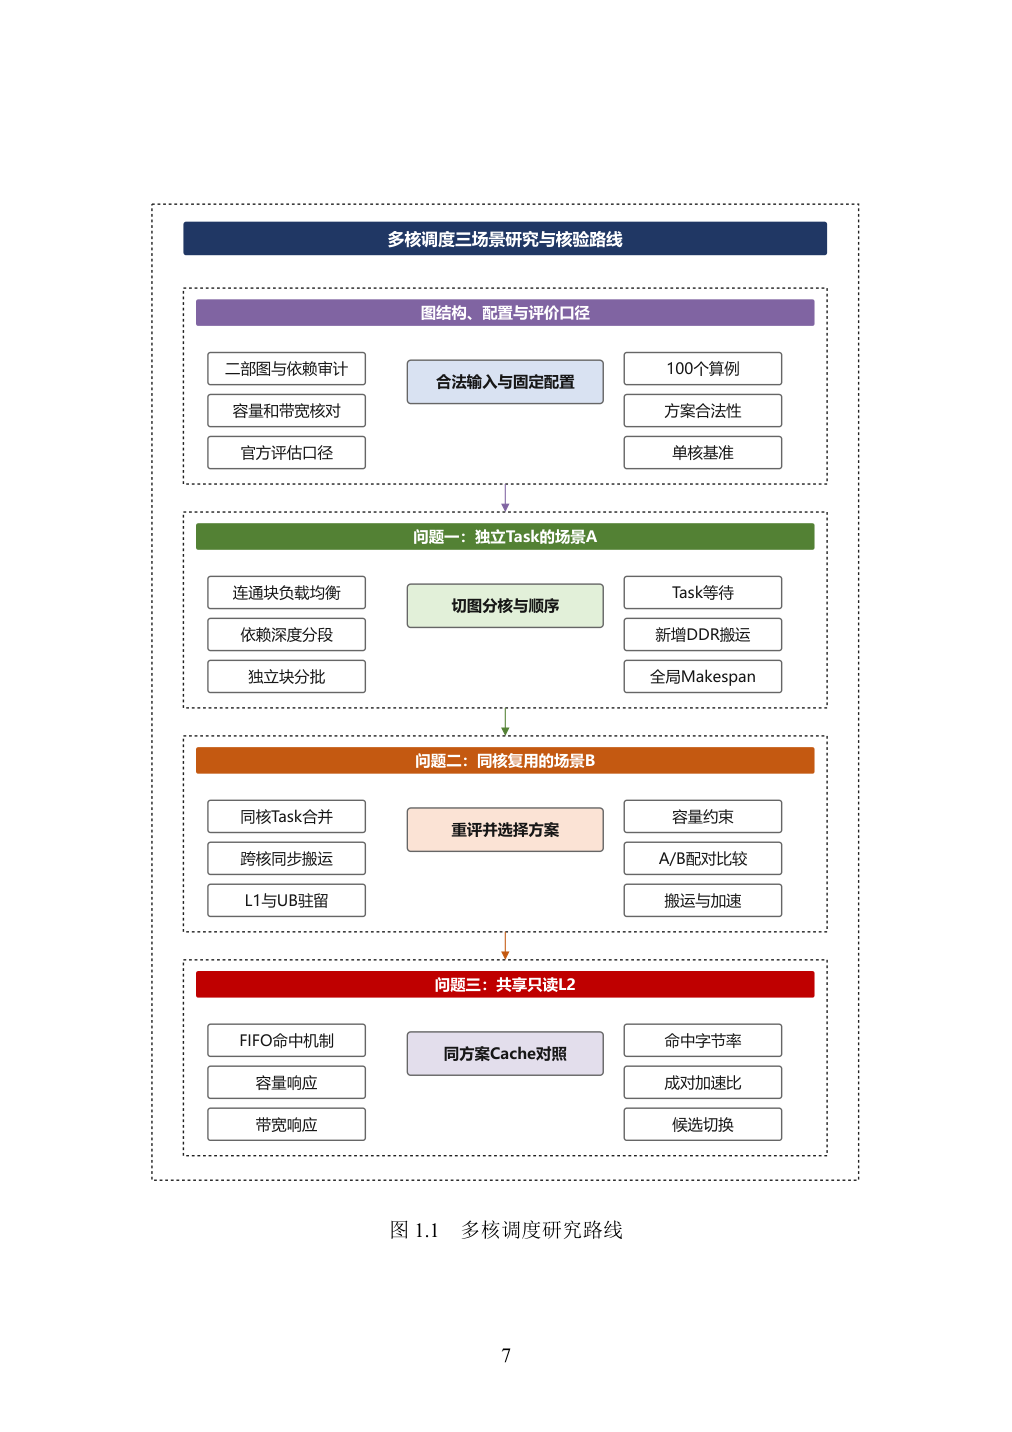 多核调度三场景研究与核验路线
图结构、配置与评价口径
二部图与依赖审计
容量和带宽核对
官方评估口径
合法输入与固定配置
100个算例
方案合法性
单核基准
问题一：独立Task的场景A
连通块负载均衡
依赖深度分段
独立块分批
切图分核与顺序
Task等待
新增DDR搬运
全局Makespan
问题二：同核复用的场景B
同核Task合并
跨核同步搬运
L1与UB驻留
重评并选择方案
容量约束
A/B配对比较
搬运与加速
问题三：共享只读L2
FIFO命中机制
容量响应
带宽响应
同方案Cache对照
命中字节率
成对加速比
候选切换
图 1.1 多核调度研究路线
7